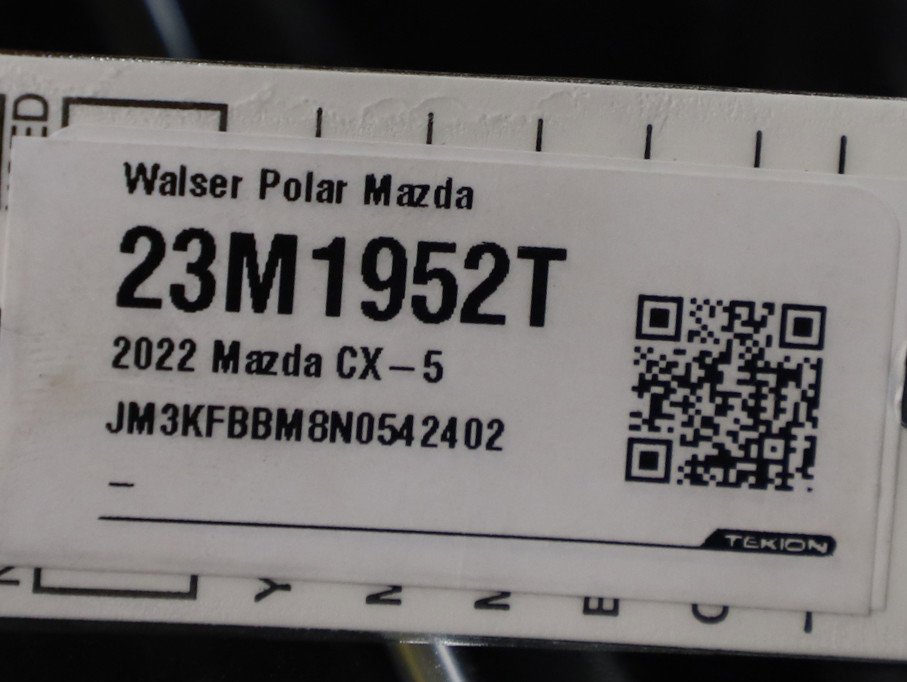 Walser Polar Mazda
23M1952T
2022 Mazda CX-5
JM3KFBBM8N0542402
–
TEKION